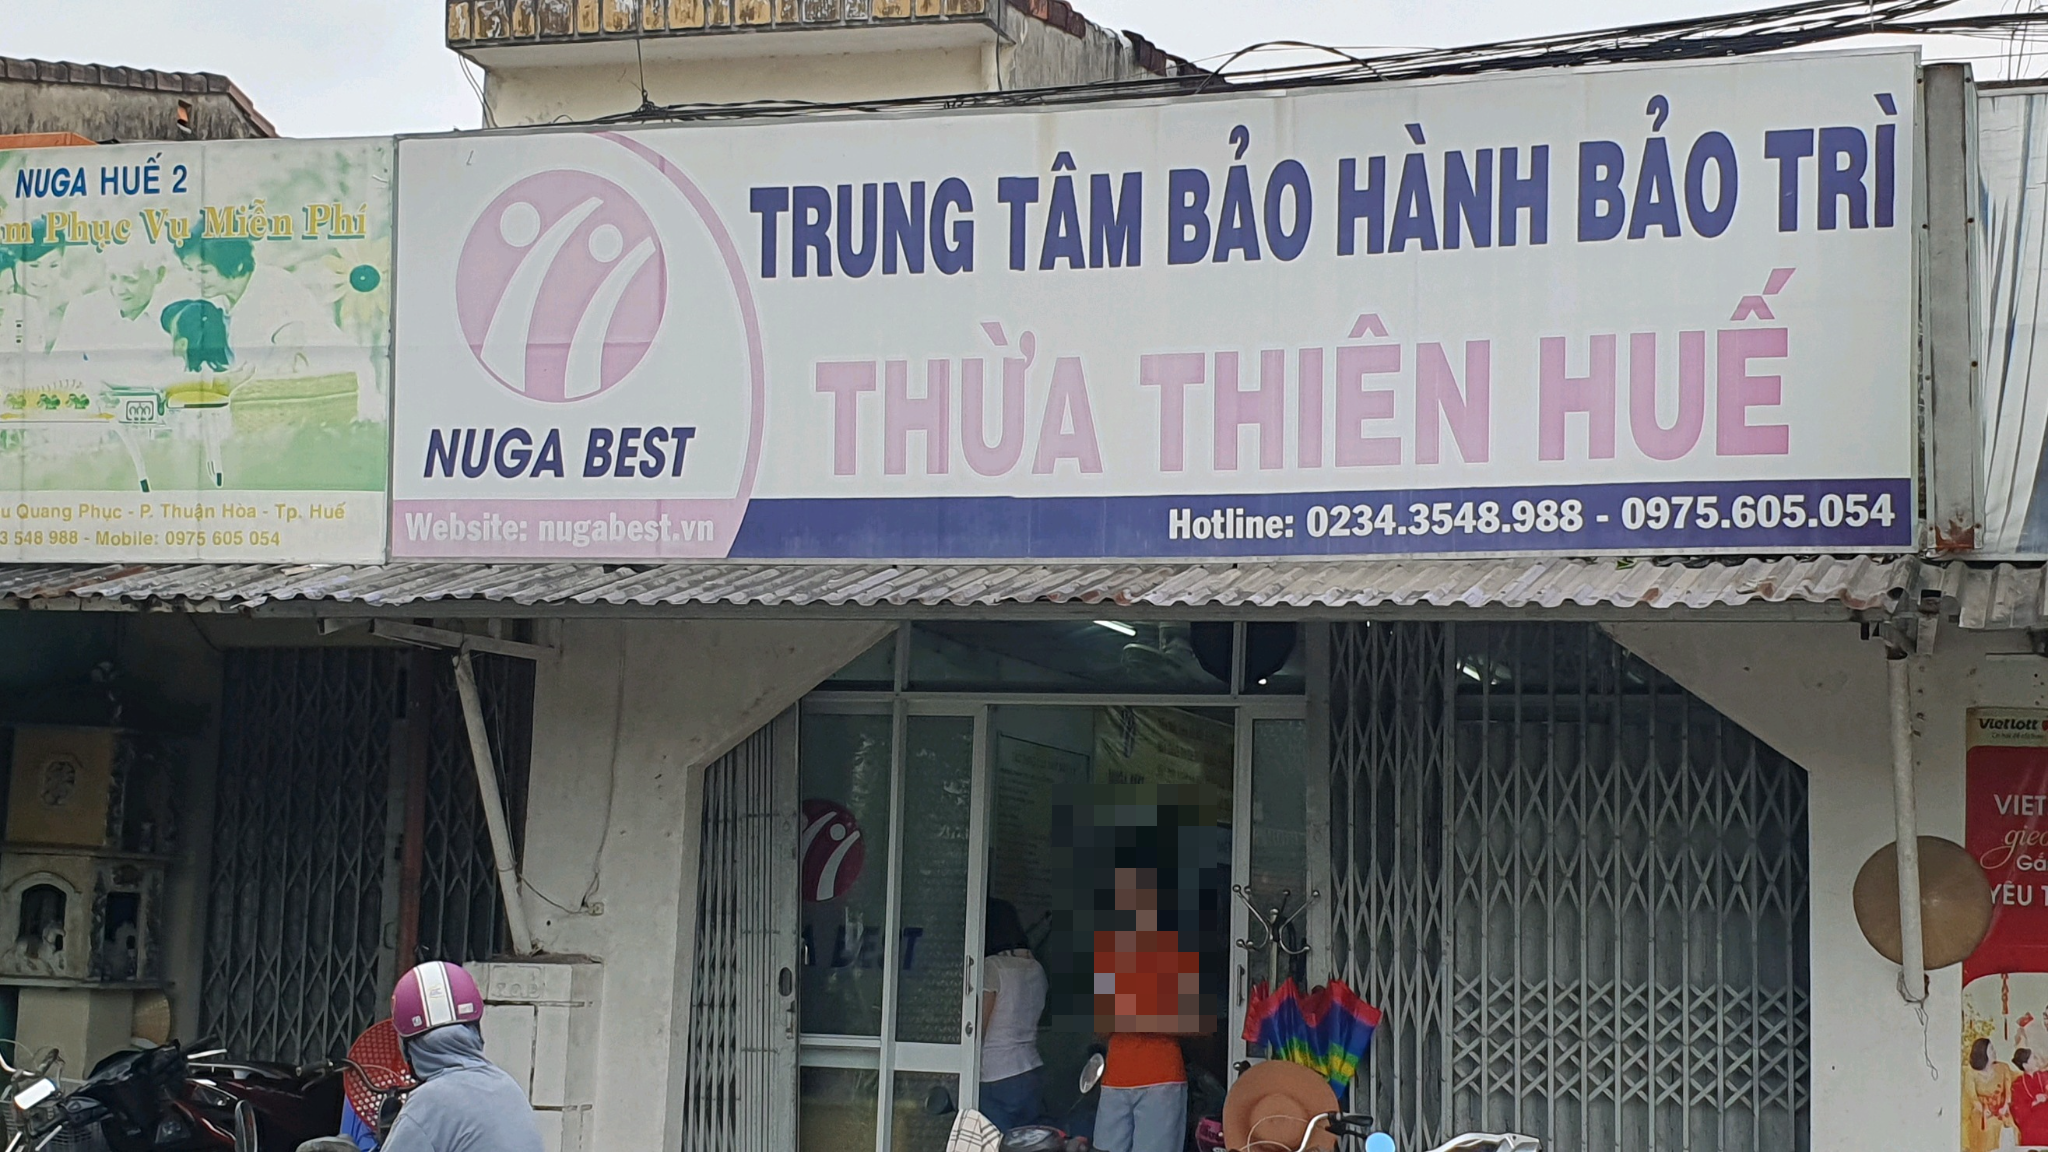 NUGA HUẾ 2
Phục Vụ Miễn Phí
Quang Phục - P. Thuận Hòa - Tp. Huế
548 988 - Mobile: 0975 605 054
NUGA BEST
Website: nugabest.vn
TRUNG TÂM BẢO HÀNH BẢO TRÌ
THỪA THIÊN HUẾ
Hotline: 0234.3548.988 - 0975.605.054
BEST
Vietlott
YÊU